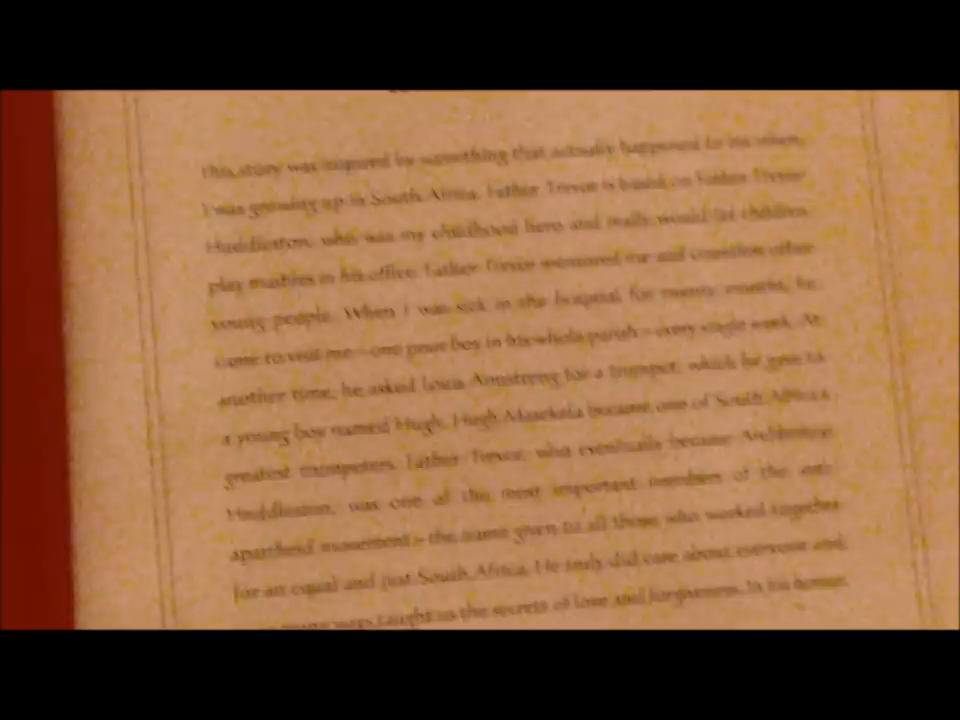 This story was inspired by something that actually happened to me when
I was growing up in South Africa. Father Trevor is based on Father Trevor
Huddleston, who was my childhood hero and really would let children
play marbles in his office. Father Trevor mentored me and countless other
young people. When I was sick in the hospital for twenty months, he
came to visit me – one poor boy in his whole parish – every single week. At
another time, he asked Louis Armstrong for a trumpet, which he gave to
a young boy named Hugh. Hugh Masekela became one of South Africa's
greatest trumpeters. Father Trevor, who eventually became Archbishop
Huddleston, was one of the most important members of the anti-
apartheid movement – the name given to all those who worked together
for an equal and just South Africa. He truly did care about everyone and
many ways taught us the secrets of love and forgiveness. In his honor,